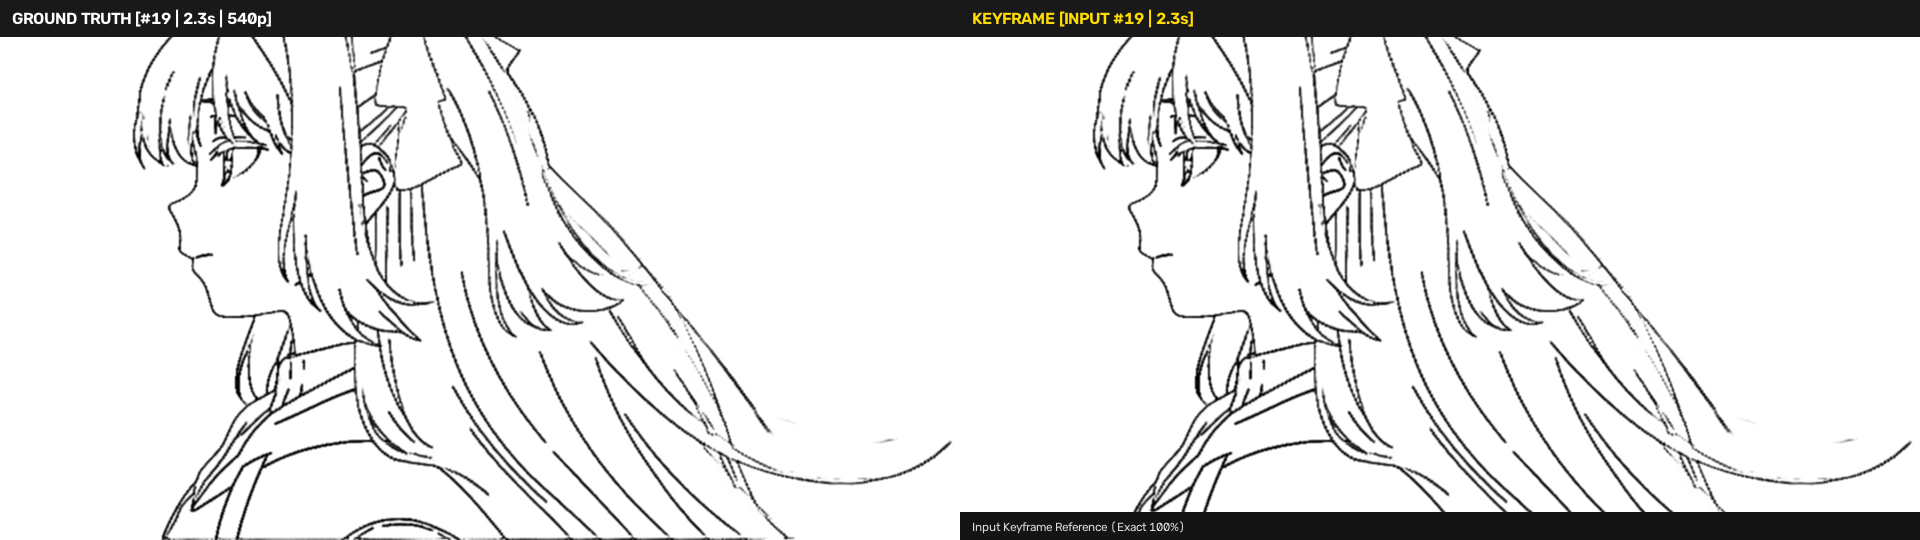 GROUND TRUTH [#19 | 2.3s | 540p]
KEYFRAME [INPUT #19 | 2.3s]
Input Keyframe Reference (Exact 100%)